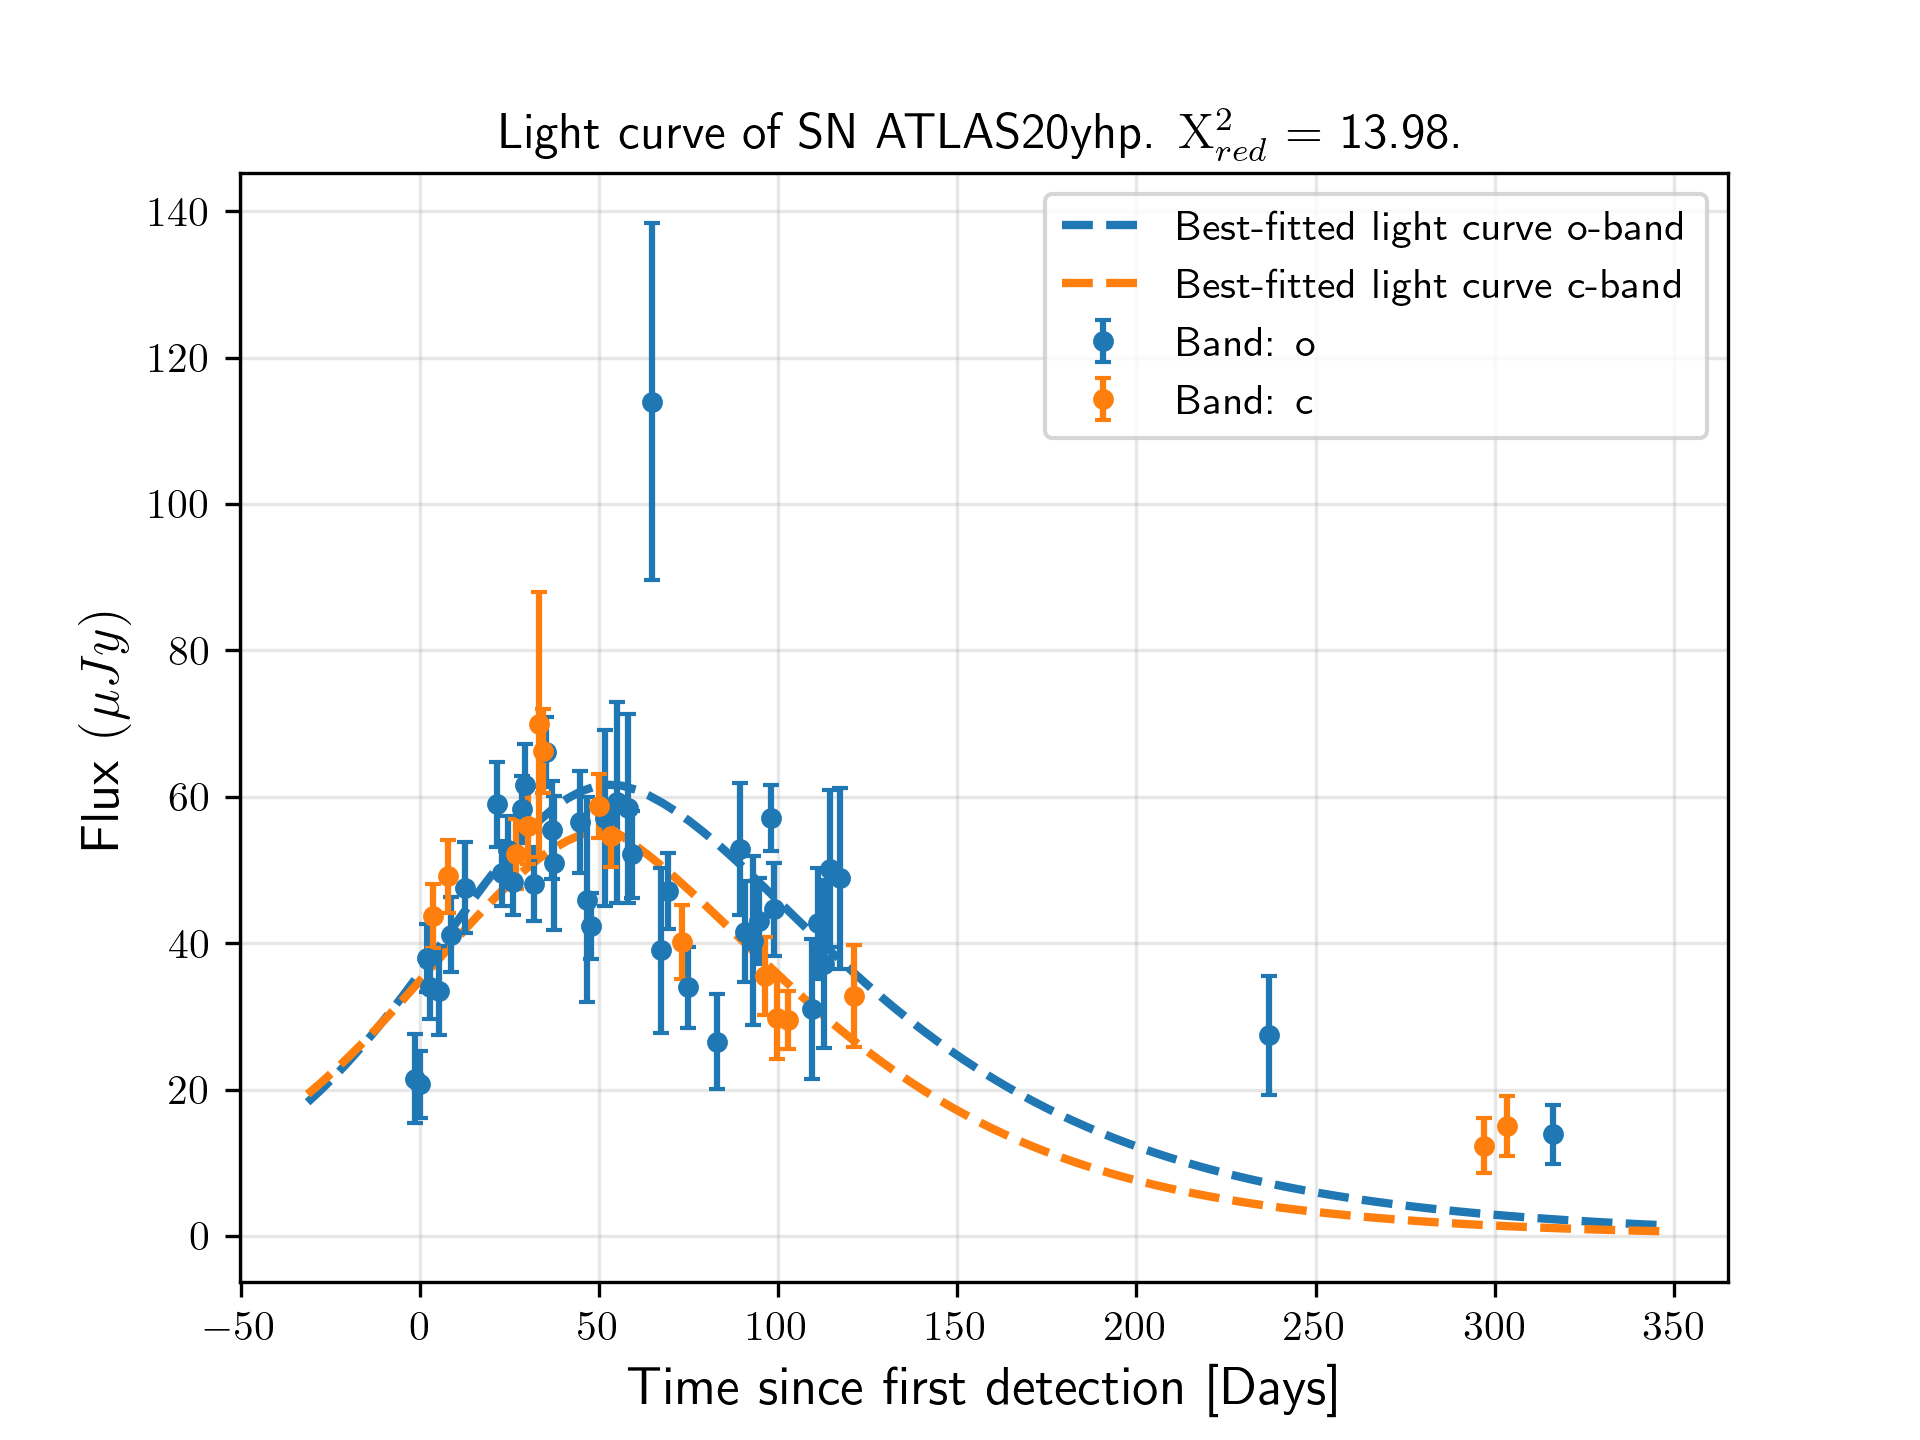 Light curve of SN ATLAS20yhp. X²red = 13.98.
140
120
100
80
60
40
20
0
Flux (μJy)
Best-fitted light curve o-band
Best-fitted light curve c-band
Band: o
Band: c
−50 0 50 100 150 200 250 300 350
Time since first detection [Days]